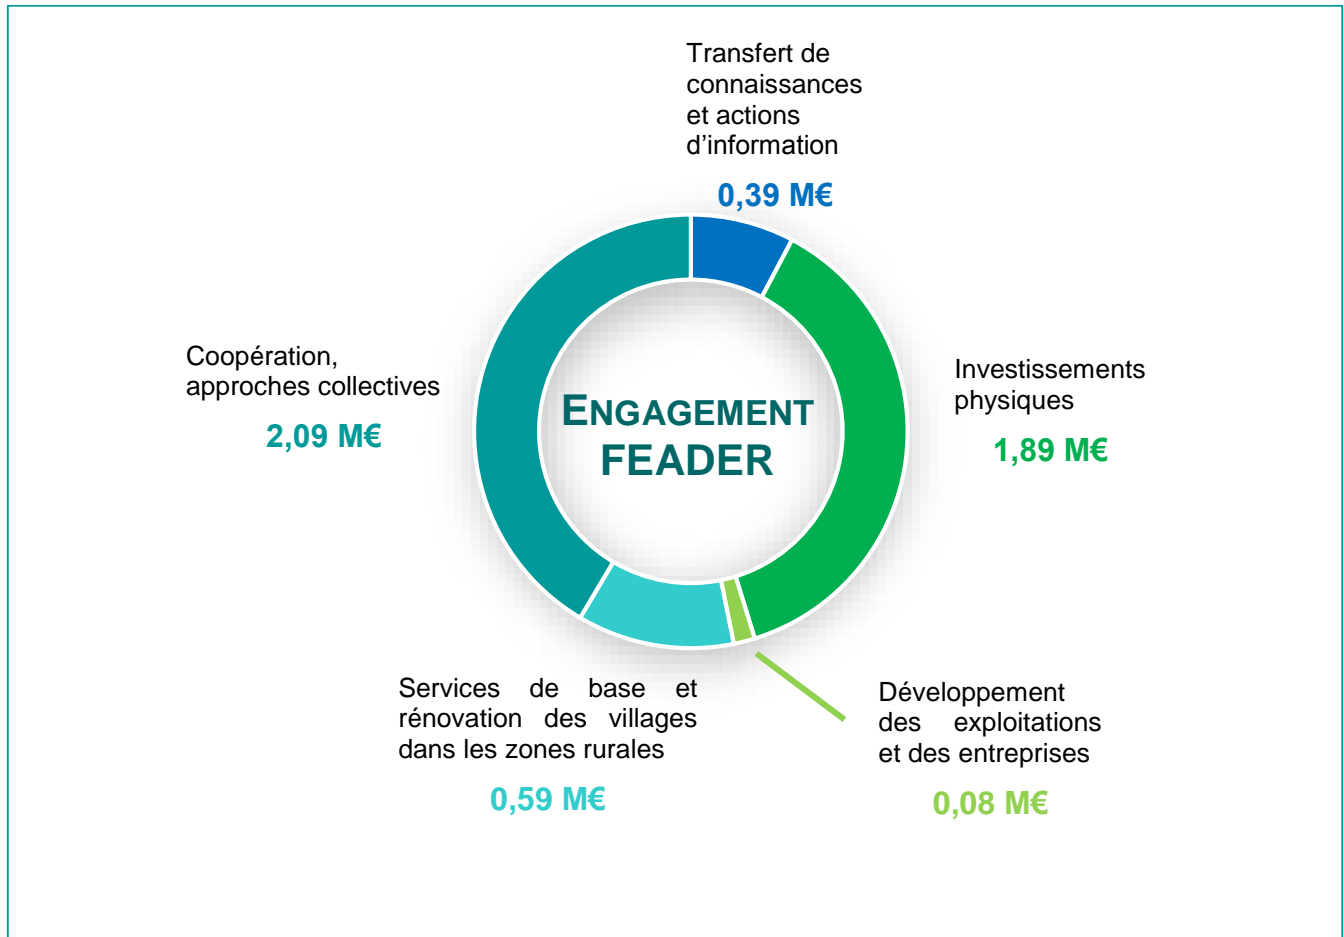 Transfert de
connaissances
et actions
d’information
0,39 M€
Coopération,
approches collectives
2,09 M€
ENGAGEMENT
FEADER
Investissements
physiques
1,89 M€
Services de base et
rénovation des villages
dans les zones rurales
0,59 M€
Développement
des exploitations
et des entreprises
0,08 M€